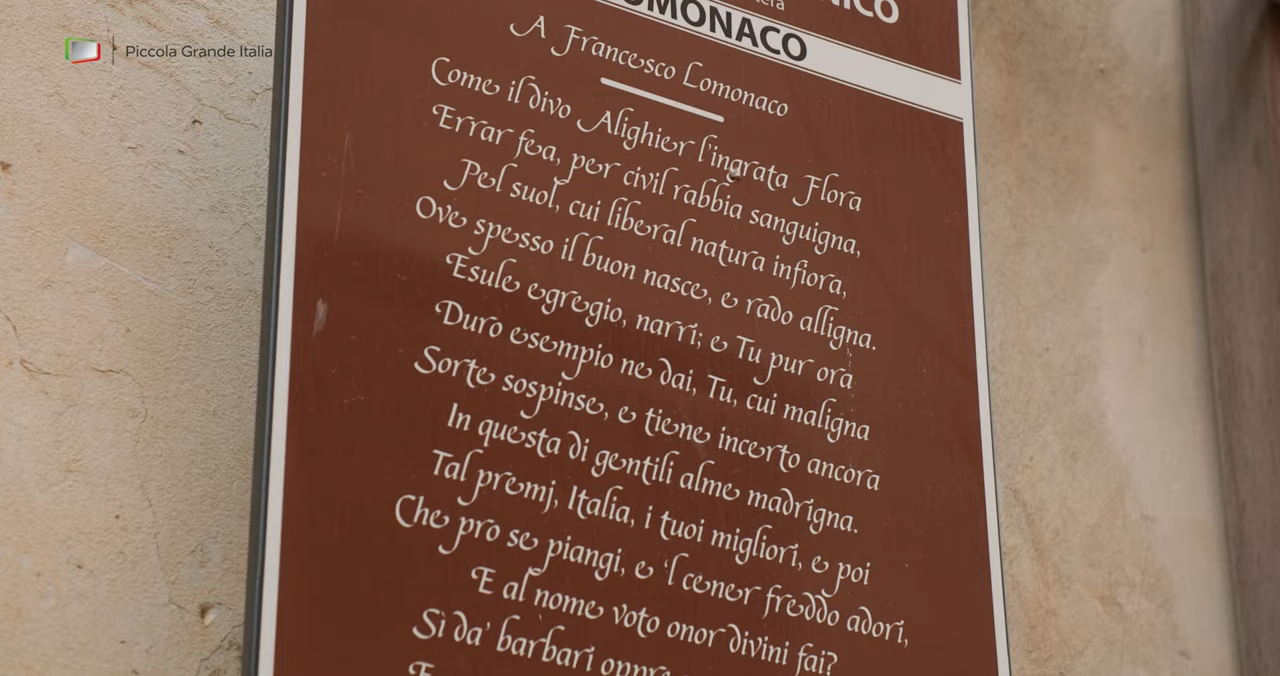 Piccola Grande Italia
NICO
OMONACO
A Francesco Lomonaco
Come il divo Alighier l'ingrata Flora
Errar fea, per civil rabbia sanguigna,
Pel suol, cui liberal natura infiora,
Ove spesso il buon nasce, e rado alligna.
Esule egregio, narri; e Tu pur ora
Duro esempio ne dai, Tu, cui maligna
Sorte sospinse, e tiene incerto ancora
In questa di gentili alme madrigna.
Tal premj, Italia, i tuoi migliori, e poi
Che pro se piangi, e 'l cener freddo adori,
E al nome voto onor divini fai?
Sì da' barbari oppre